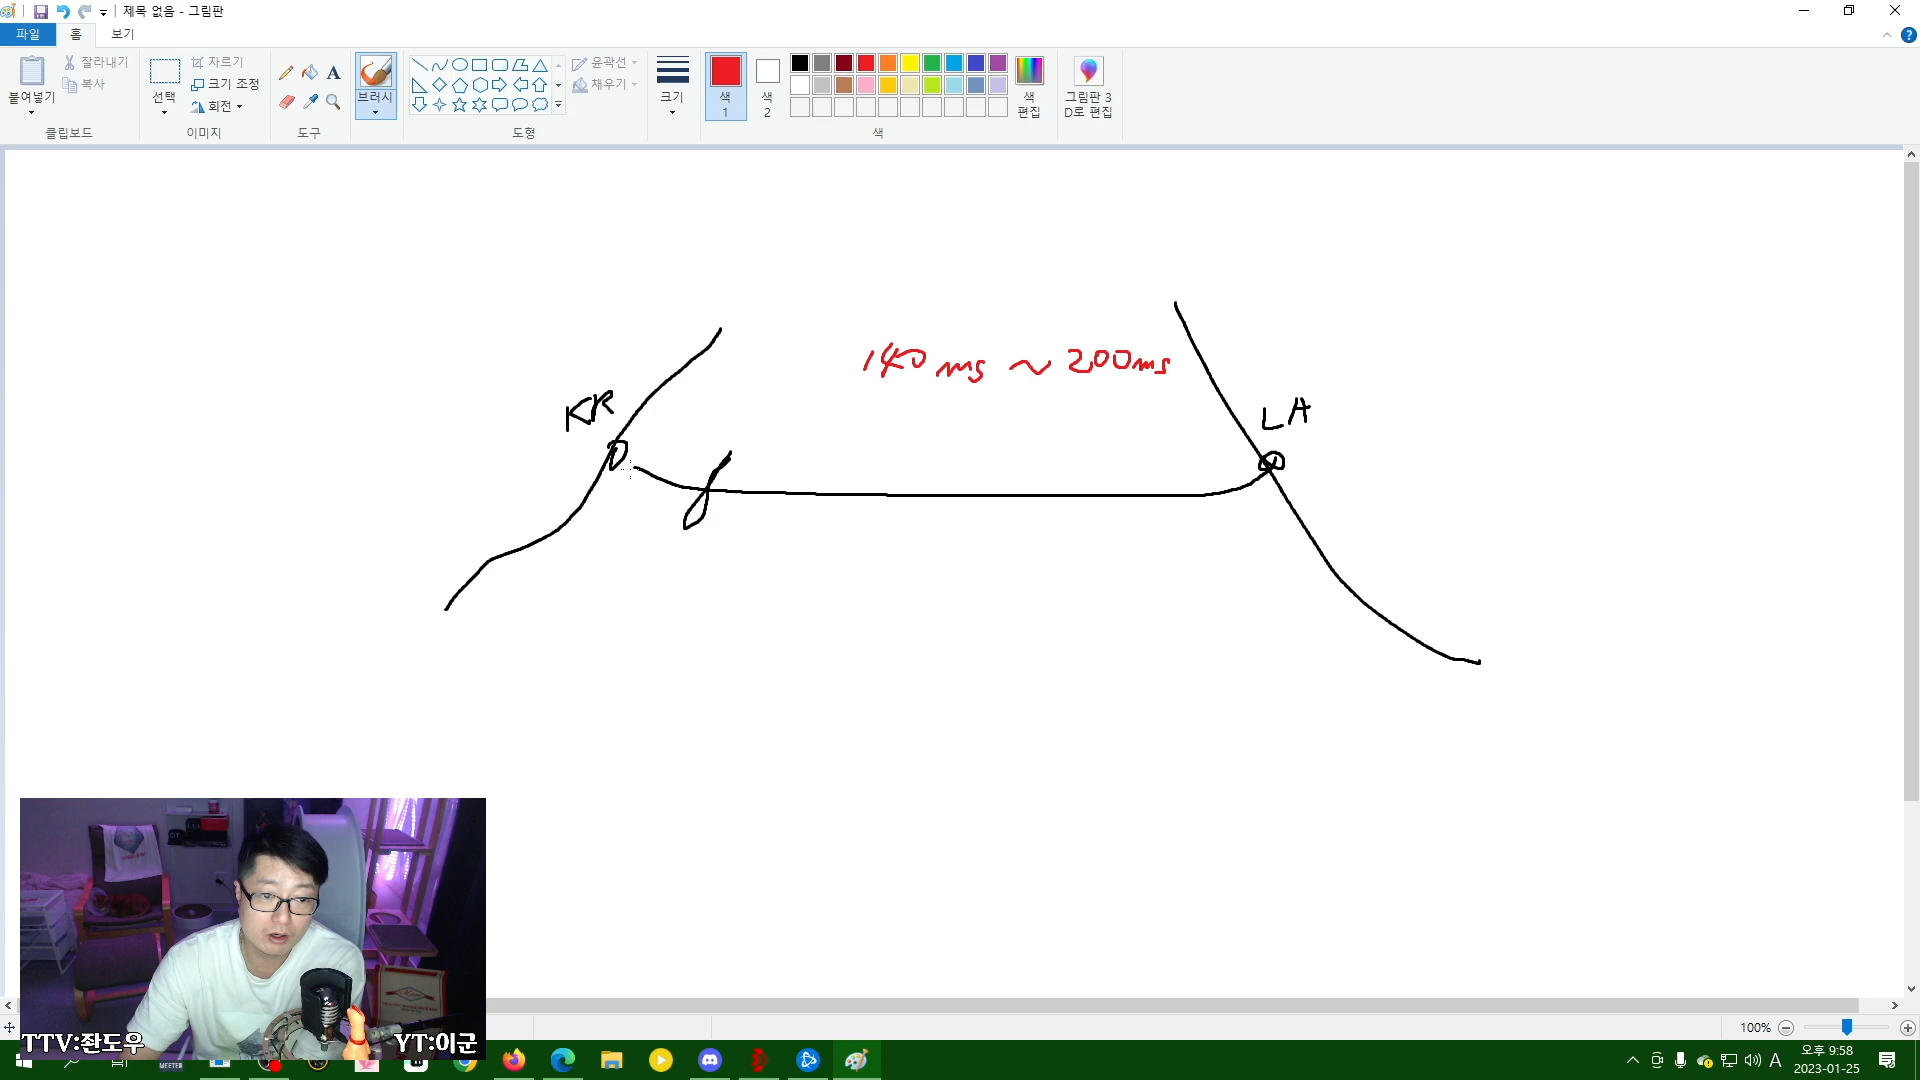 제목 없음 - 그림판
파일 홈 보기
붙여넣기
잘라내기
복사
클립보드
선택
자르기
크기 조정
회전
이미지
A
도구
브러시
윤곽선
채우기
도형
크기
색
1
색
2
색
편집
색
그림판 3
D로 편집
140ms ~ 200ms
KR
LA
TTV:좐도우
YT:이군
100%
MEETER
A
오후 9:58
2023-01-25